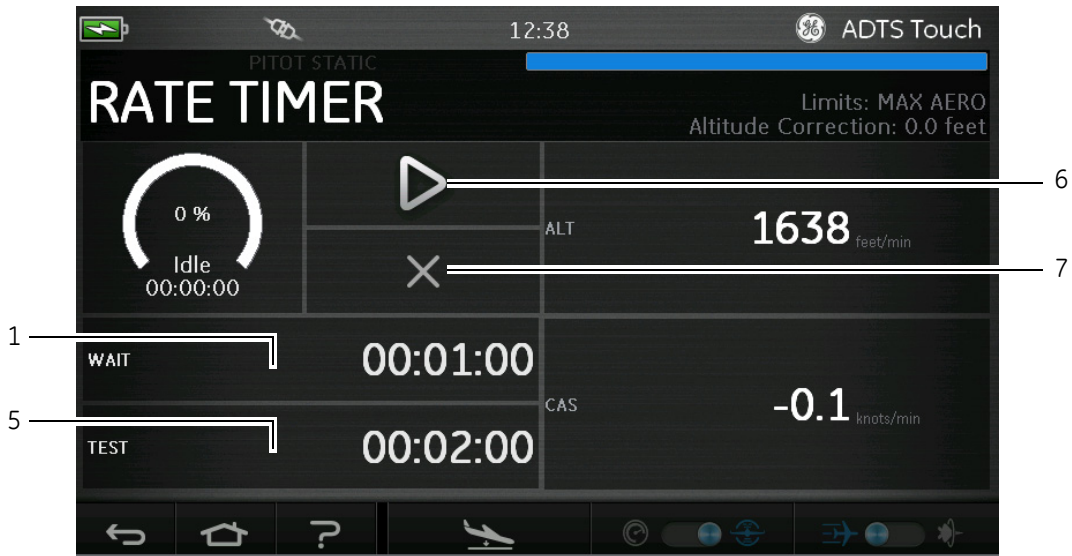 12:38
ADTS Touch
PITOT STATIC
RATE TIMER
Limits: MAX AERO
Altitude Correction: 0.0 feet
0 %
Idle
00:00:00
6
ALT
1638 feet/min
7
1
WAIT
00:01:00
5
TEST
00:02:00
CAS
-0.1 knots/min
?